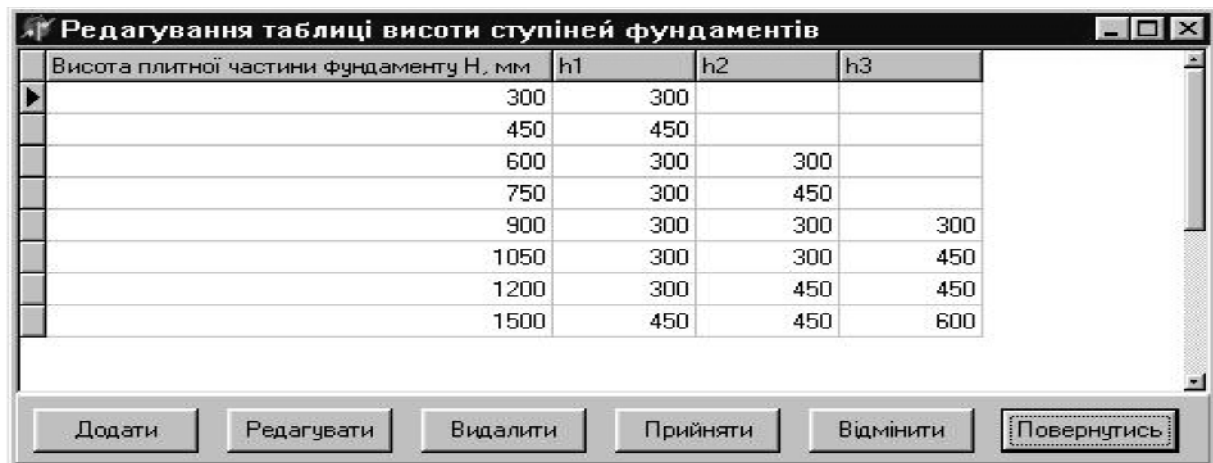 Редагування таблиці висоти ступіней фундаментів
Висота плитної частини фундаменту Н, мм h1 h2 h3
300 300
450 450
600 300 300
750 300 450
900 300 300 300
1050 300 300 450
1200 300 450 450
1500 450 450 600
Додати Редагувати Видалити Прийняти Відмінити Повернутись